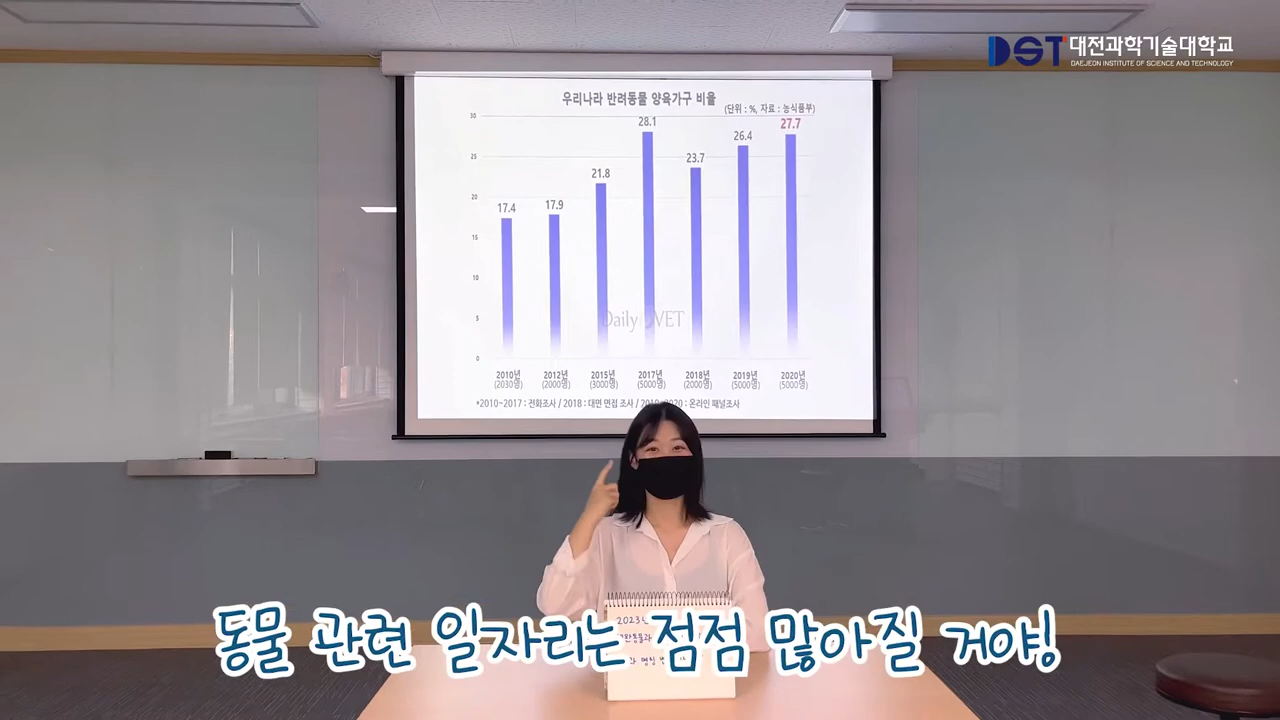 DST 대전과학기술대학교
DAEJEON INSTITUTE OF SCIENCE AND TECHNOLOGY
우리나라 반려동물 양육가구 비율
(단위 : %, 자료 : 농식품부)
30
25
20
15
10
5
0
17.4
17.9
21.8
28.1
23.7
26.4
27.7
Daily VET
2010년 2012년 2015년 2017년 2018년 2019년 2020년
(2030명) (2000명) (3000명) (5000명) (2000명) (5000명) (5000명)
*2010~2017 : 전화조사 / 2018 : 대면 면접 조사 / 2020 : 온라인 패널조사
2023년
동물 관련 일자리는 점점 많아질 거야!